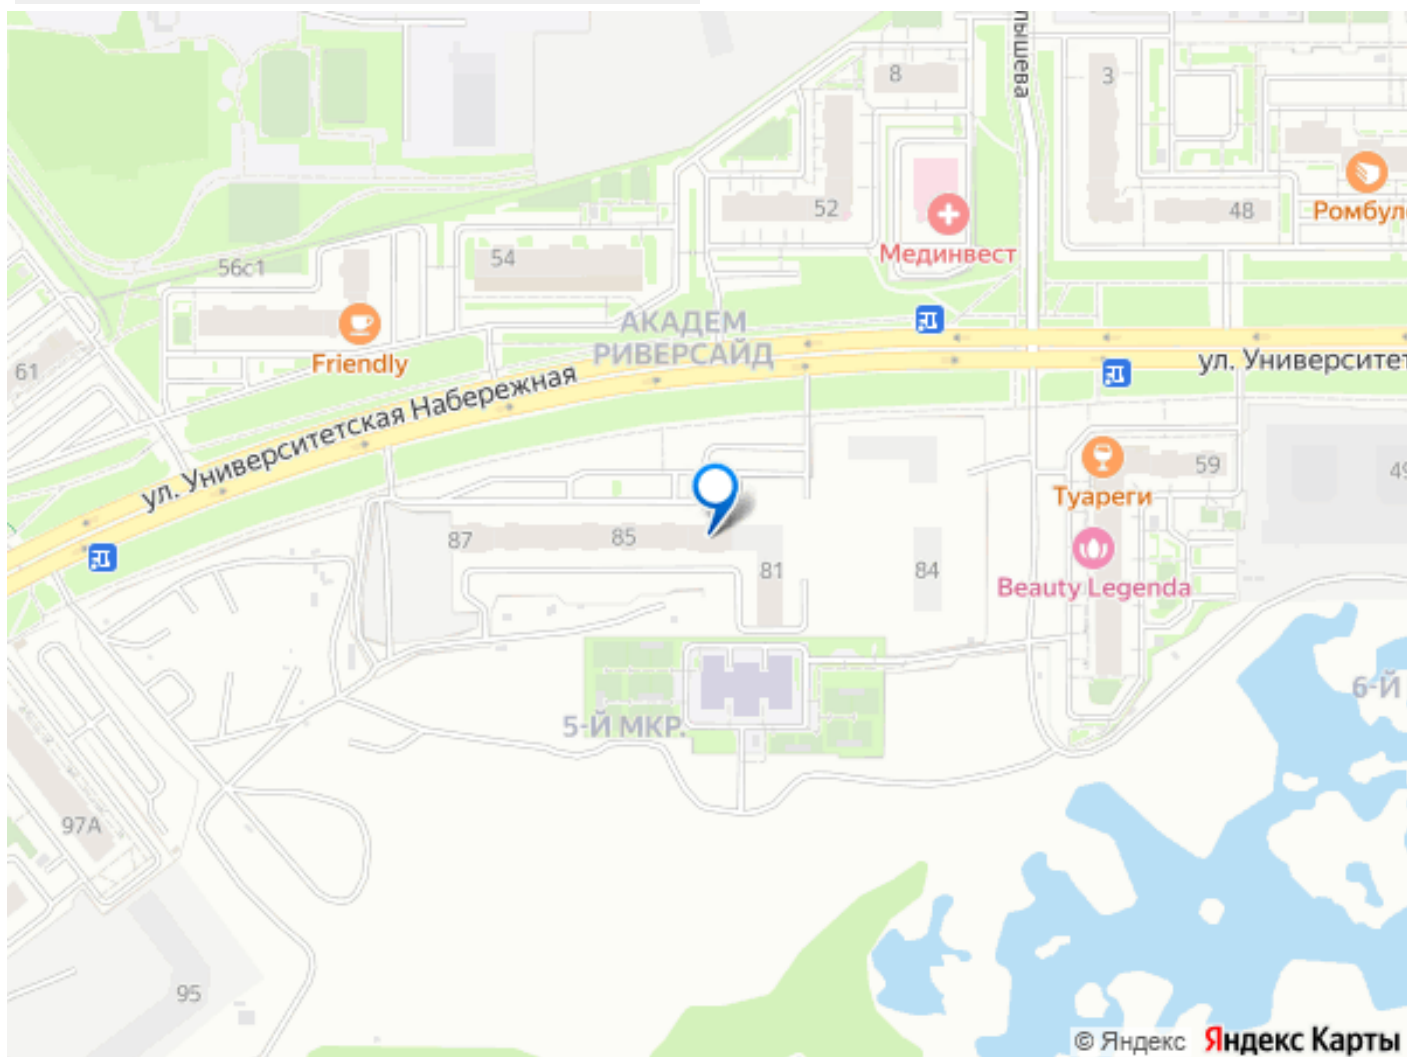 лышева
8
3
52
48
Ромбул
Мединвест
56с1
54
АКАДЕМ
РИВЕРСАЙД
61
Friendly
ул. Университет
ул. Университетская Набережная
59
49
Туареги
87
85
81
84
Beauty Legenda
5-Й МКР.
6-Й
97А
95
© Яндекс Яндекс Карты